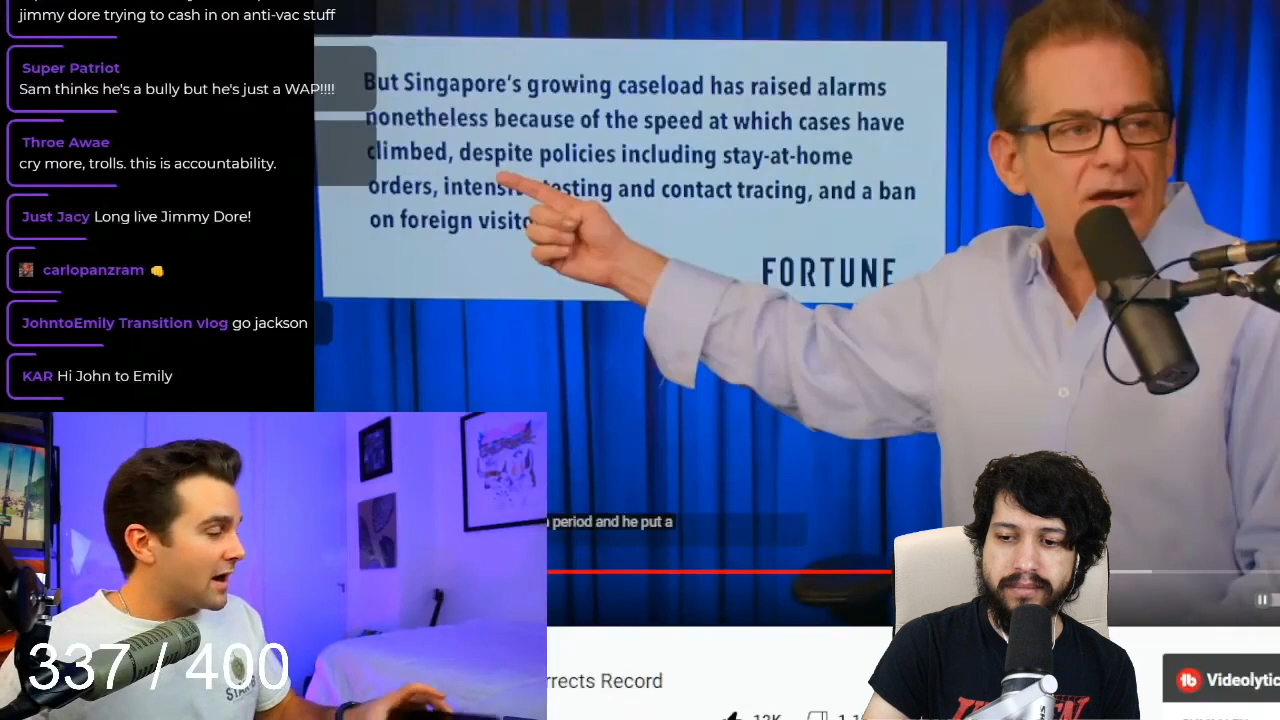 jimmy dore trying to cash in on anti-vac stuff
Super Patriot
Sam thinks he's a bully but he's just a WAP!!!!
Throe Awae
cry more, trolls. this is accountability.
Just Jacy Long live Jimmy Dore!
carlopanzram 👊
JohntoEmily Transition vlog go jackson
KAR Hi John to Emily
But Singapore's growing caseload has raised alarms
nonetheless because of the speed at which cases have
climbed, despite policies including stay-at-home
orders, testing and contact tracing, and a ban
on foreign
FORTUNE
period and he put a
337 / 400
rrects Record
Videolytic
12K